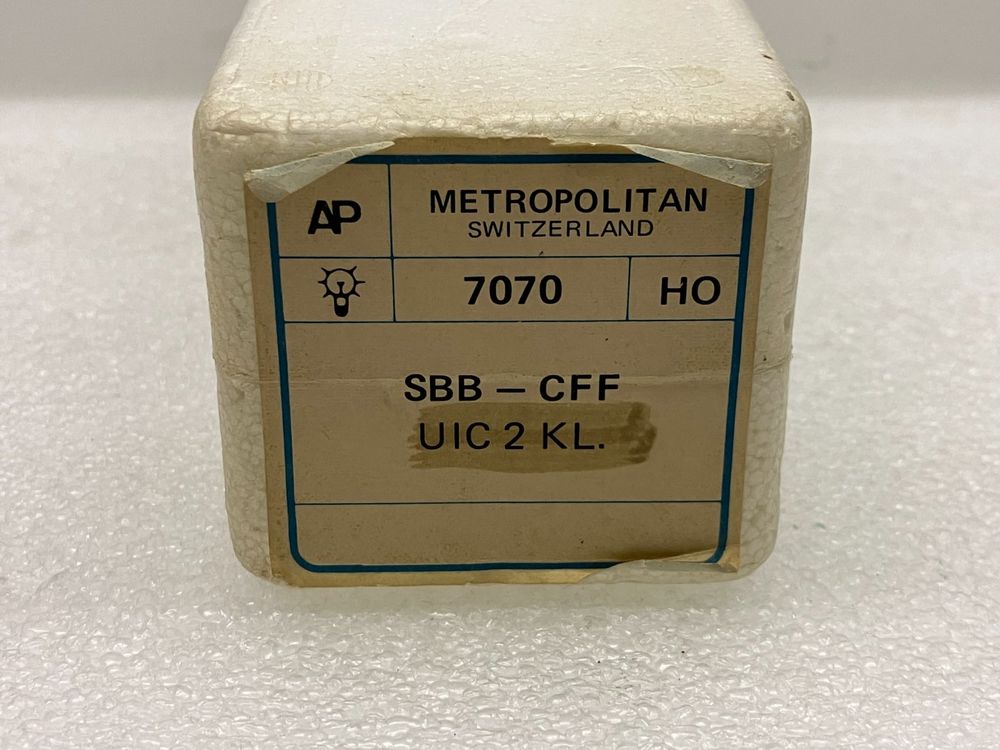 AP
METROPOLITAN
SWITZERLAND
7070
HO
SBB – CFF
UIC 2 KL.